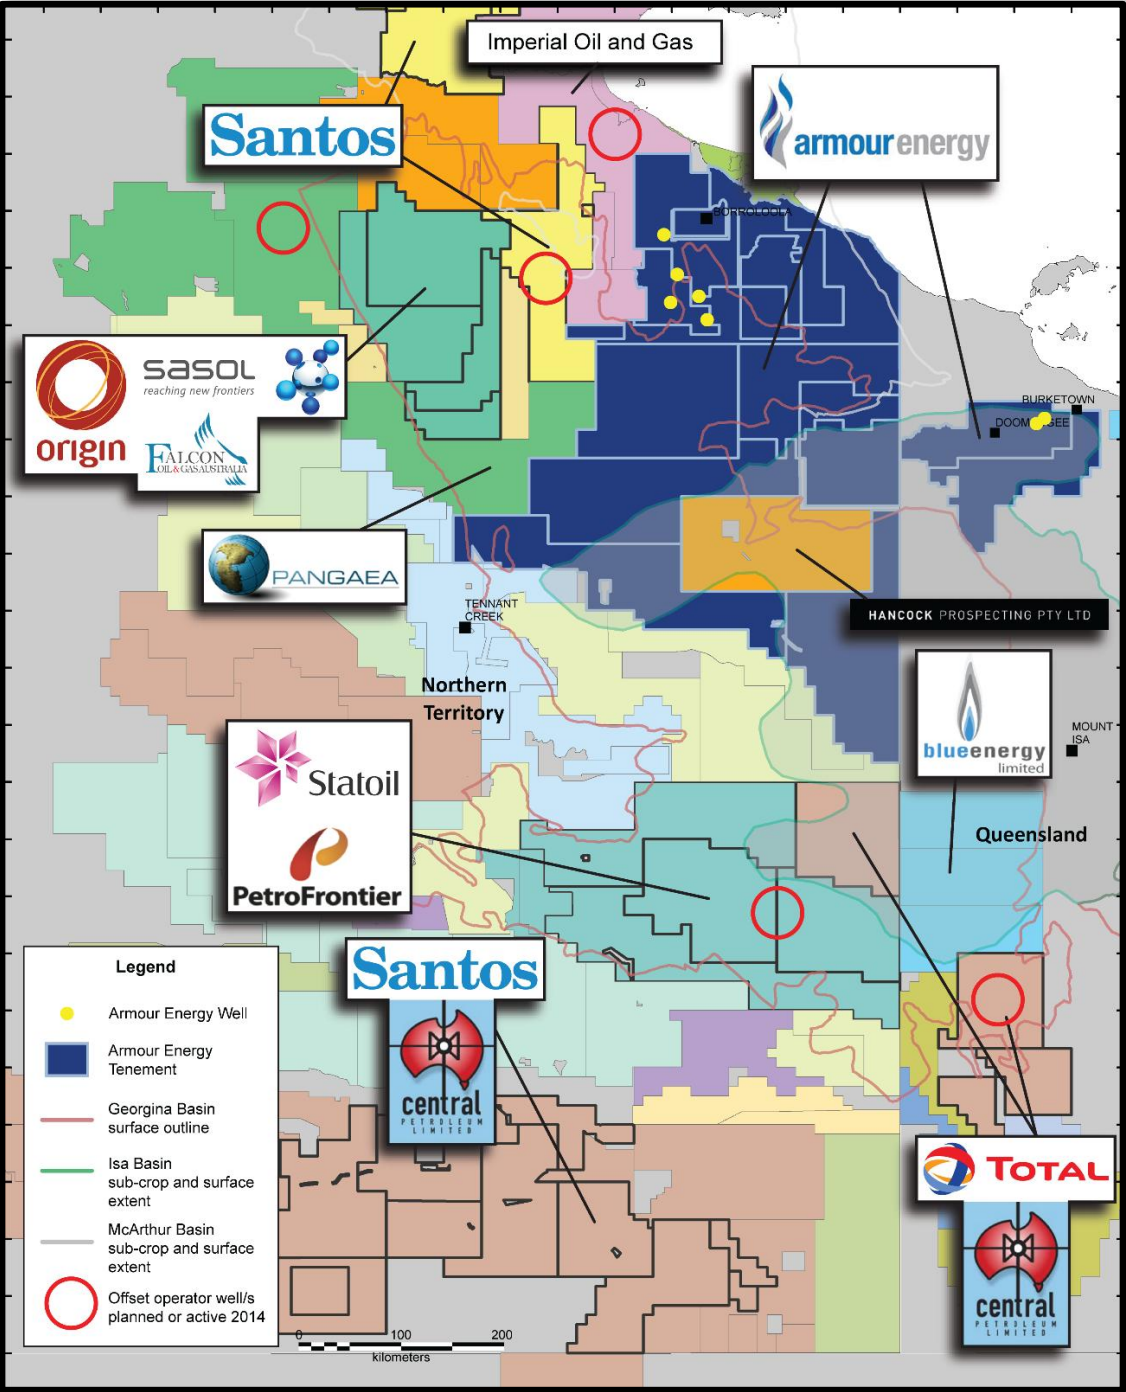 Imperial Oil and Gas
Santos
armourenergy
BORROLOOLA
sasol
reaching new frontiers
origin
FALCON
OIL & GAS AUSTRALIA
BURKETOWN
PANGAEA
TENNANT
CREEK
HANCOCK PROSPECTING PTY LTD
Northern
Territory
blueenergy
limited
MOUNT
ISA
Statoil
PetroFrontier
Queensland
Santos
central
PETROLEUM
LIMITED
TOTAL
central
PETROLEUM
LIMITED
Legend
Armour Energy Well
Armour Energy
Tenement
Georgina Basin
surface outline
Isa Basin
sub-crop and surface
extent
McArthur Basin
sub-crop and surface
extent
Offset operator well/s
planned or active 2014
0 100 200
kilometers